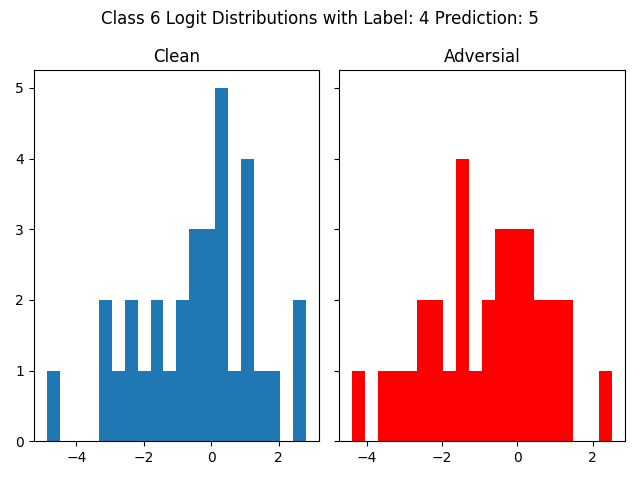 Class 6 Logit Distributions with Label: 4 Prediction: 5
Clean
Adversial
5
4
3
2
1
0
−4 −2 0 2
−4 −2 0 2